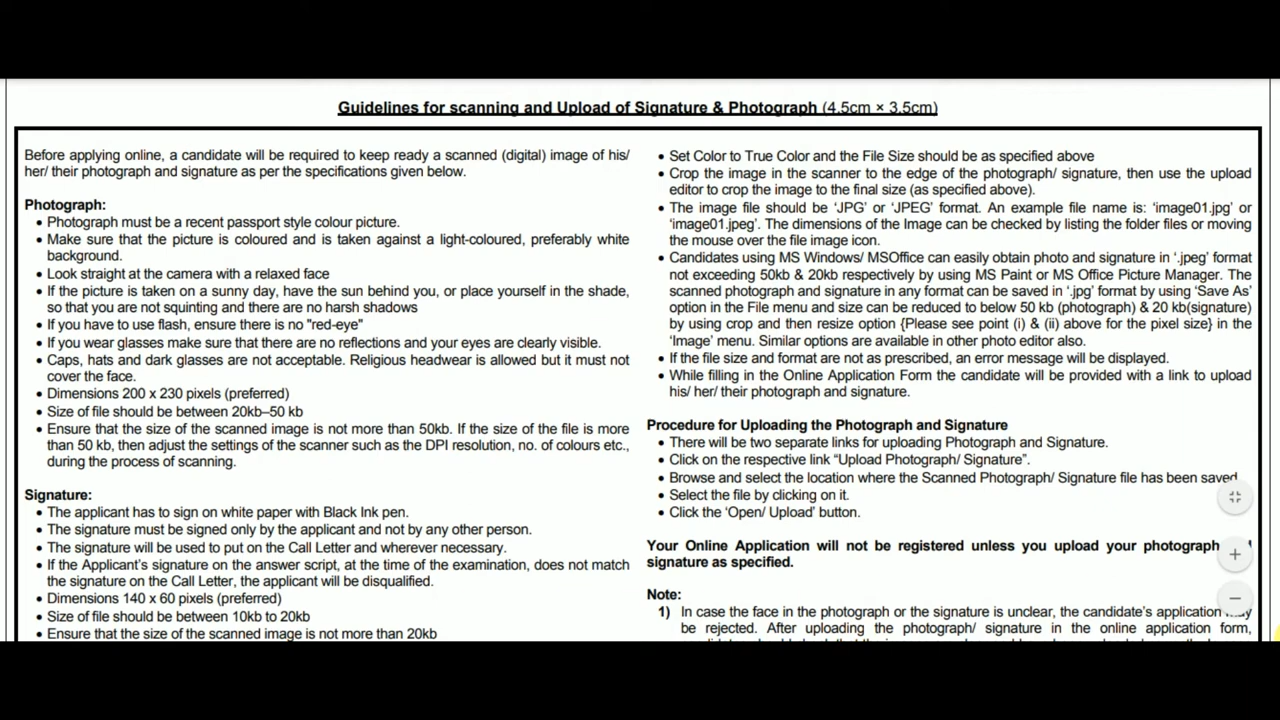 Guidelines for scanning and Upload of Signature & Photograph (4.5cm × 3.5cm)
Before applying online, a candidate will be required to keep ready a scanned (digital) image of his/
her/ their photograph and signature as per the specifications given below.
Photograph:
• Photograph must be a recent passport style colour picture.
• Make sure that the picture is coloured and is taken against a light-coloured, preferably white
background.
• Look straight at the camera with a relaxed face
• If the picture is taken on a sunny day, have the sun behind you, or place yourself in the shade,
so that you are not squinting and there are no harsh shadows
• If you have to use flash, ensure there is no "red-eye"
• If you wear glasses make sure that there are no reflections and your eyes are clearly visible.
• Caps, hats and dark glasses are not acceptable. Religious headwear is allowed but it must not
cover the face.
• Dimensions 200 x 230 pixels (preferred)
• Size of file should be between 20kb–50 kb
• Ensure that the size of the scanned image is not more than 50kb. If the size of the file is more
than 50 kb, then adjust the settings of the scanner such as the DPI resolution, no. of colours etc.,
during the process of scanning.
Signature:
• The applicant has to sign on white paper with Black Ink pen.
• The signature must be signed only by the applicant and not by any other person.
• The signature will be used to put on the Call Letter and wherever necessary.
• If the Applicant's signature on the answer script, at the time of the examination, does not match
the signature on the Call Letter, the applicant will be disqualified.
• Dimensions 140 x 60 pixels (preferred)
• Size of file should be between 10kb to 20kb
• Ensure that the size of the scanned image is not more than 20kb
• Set Color to True Color and the File Size should be as specified above
• Crop the image in the scanner to the edge of the photograph/ signature, then use the upload
editor to crop the image to the final size (as specified above).
• The image file should be 'JPG' or 'JPEG' format. An example file name is: 'image01.jpg' or
'image01.jpeg'. The dimensions of the Image can be checked by listing the folder files or moving
the mouse over the file image icon.
• Candidates using MS Windows/ MSOffice can easily obtain photo and signature in '.jpeg' format
not exceeding 50kb & 20kb respectively by using MS Paint or MS Office Picture Manager. The
scanned photograph and signature in any format can be saved in '.jpg' format by using 'Save As'
option in the File menu and size can be reduced to below 50 kb (photograph) & 20 kb(signature)
by using crop and then resize option {Please see point (i) & (ii) above for the pixel size} in the
'Image' menu. Similar options are available in other photo editor also.
• If the file size and format are not as prescribed, an error message will be displayed.
• While filling in the Online Application Form the candidate will be provided with a link to upload
his/ her/ their photograph and signature.
Procedure for Uploading the Photograph and Signature
• There will be two separate links for uploading Photograph and Signature.
• Click on the respective link “Upload Photograph/ Signature”.
• Browse and select the location where the Scanned Photograph/ Signature file has been saved.
• Select the file by clicking on it.
• Click the 'Open/ Upload' button.
Your Online Application will not be registered unless you upload your photograph
signature as specified.
Note:
1) In case the face in the photograph or the signature is unclear, the candidate's application may
be rejected. After uploading the photograph/ signature in the online application form,